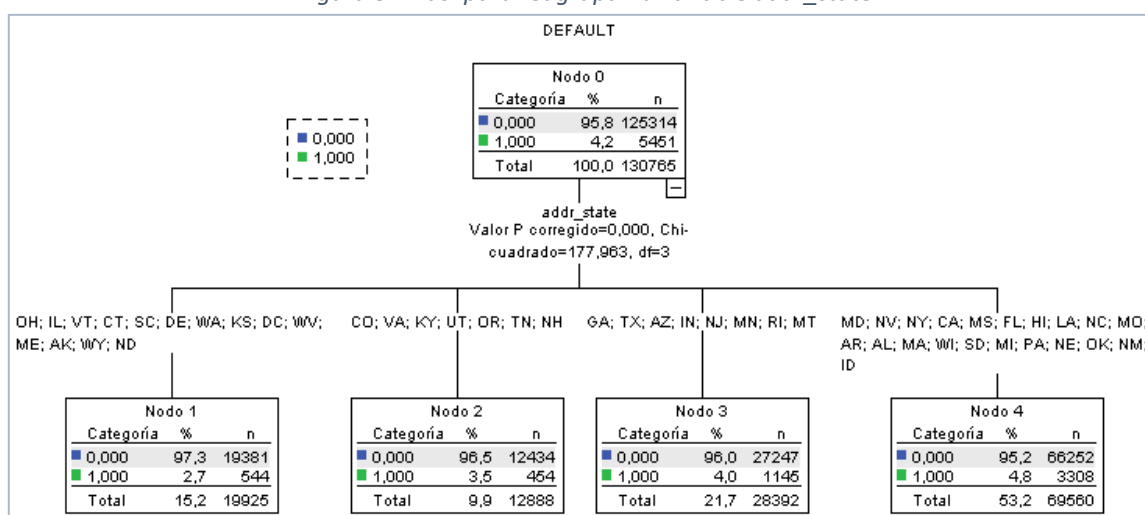 DEFAULT
Nodo 0
Categoría % n
0,000 95,8 125314
1,000 4,2 5451
Total 100,0 130765
0,000
1,000
addr_state
Valor P corregido=0,000, Chi-
cuadrado=177,963, df=3
OH; IL; VT; CT; SC; DE; WA; KS; DC; WV;
ME; AK; WY; ND
CO; VA; KY; UT; OR; TN; NH
GA; TX; AZ; IN; NJ; MN; RI; MT
MD; NV; NY; CA; MS; FL; HI; LA; NC; MO;
AR; AL; MA; WI; SD; MI; PA; NE; OK; NM;
ID
Nodo 1
Categoría % n
0,000 97,3 19381
1,000 2,7 544
Total 15,2 19925
Nodo 2
Categoría % n
0,000 96,5 12434
1,000 3,5 454
Total 9,9 12888
Nodo 3
Categoría % n
0,000 96,0 27247
1,000 4,0 1145
Total 21,7 28392
Nodo 4
Categoría % n
0,000 95,2 66252
1,000 4,8 3308
Total 53,2 69560